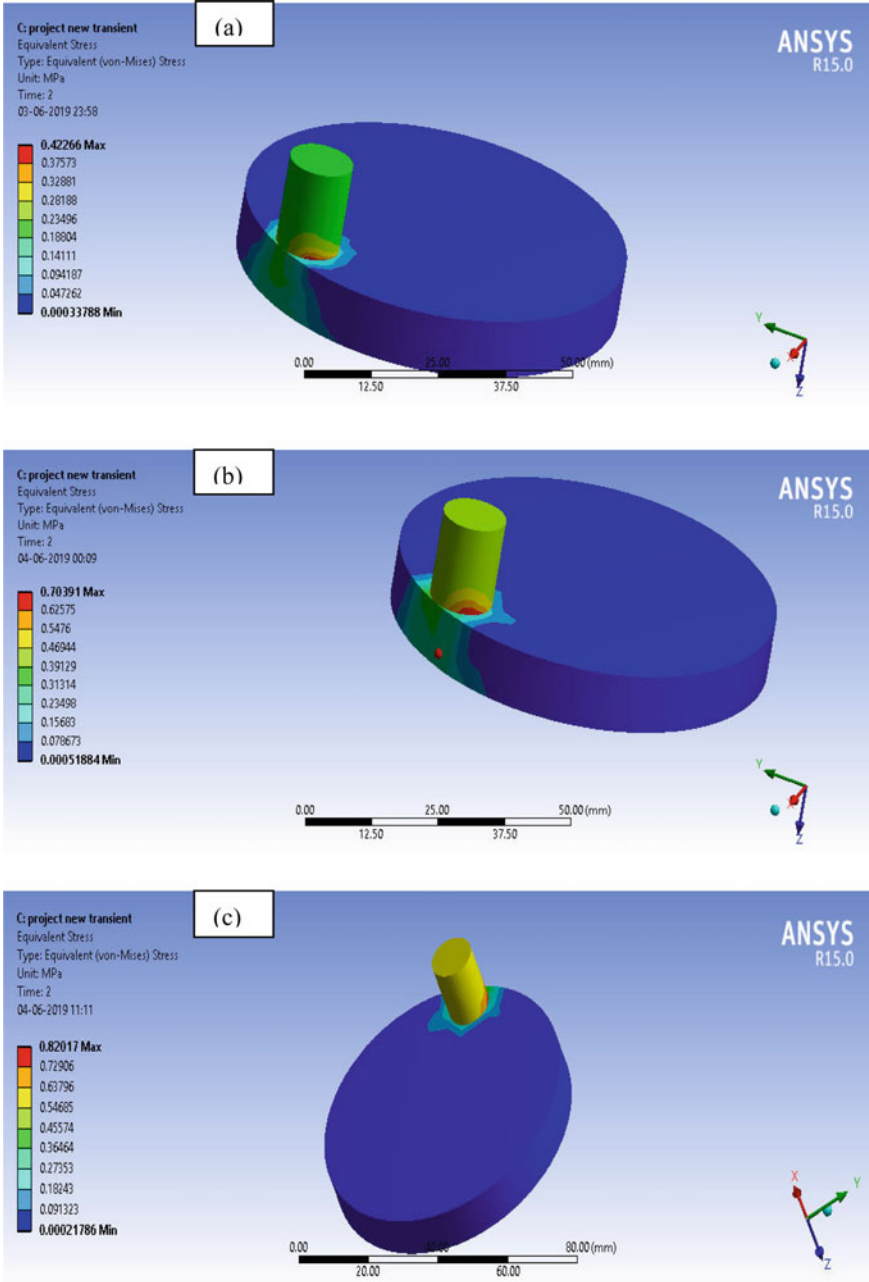 (a)
C: project new transient
Equivalent Stress
Type: Equivalent (von-Mises) Stress
Unit: MPa
Time: 2
03-06-2019 23:58
ANSYS
R15.0
0.42266 Max
0.37573
0.32881
0.28188
0.23496
0.18804
0.14111
0.094187
0.047262
0.00033788 Min
0.00 25.00 50.00 (mm)
12.50 37.50
Y
X
Z
(b)
C: project new transient
Equivalent Stress
Type: Equivalent (von-Mises) Stress
Unit: MPa
Time: 2
04-06-2019 00:09
ANSYS
R15.0
0.70391 Max
0.62575
0.5476
0.46944
0.39129
0.31314
0.23498
0.15683
0.078673
0.00051884 Min
0.00 25.00 50.00 (mm)
12.50 37.50
Y
X
Z
(c)
C: project new transient
Equivalent Stress
Type: Equivalent (von-Mises) Stress
Unit: MPa
Time: 2
04-06-2019 11:11
ANSYS
R15.0
0.82017 Max
0.72906
0.63796
0.54685
0.45574
0.36464
0.27353
0.18243
0.091323
0.00021786 Min
0.00 40.00 80.00 (mm)
20.00 60.00
X
Y
Z